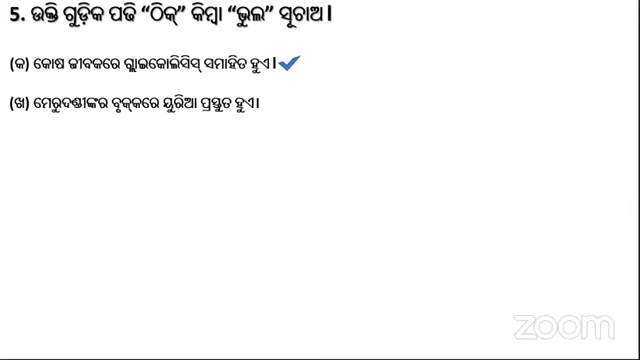 5. ଉକ୍ତି ଗୁଡ଼ିକ ପଢି “ଠିକ୍” କିମ୍ବା “ଭୁଲ” ସୂଚାଅ l
(କ) କୋଷ ଜୀବକରେ ଗ୍ଲାଇକୋଲିସିସ୍ ସମାହିତ ହୁଏ l
(ଖ) ମେରୁଦଣ୍ଡୀଙ୍କର ବୃକ୍‌କରେ ୟୁରିଆ ପ୍ରସ୍ତୁତ ହୁଏ।
zoom